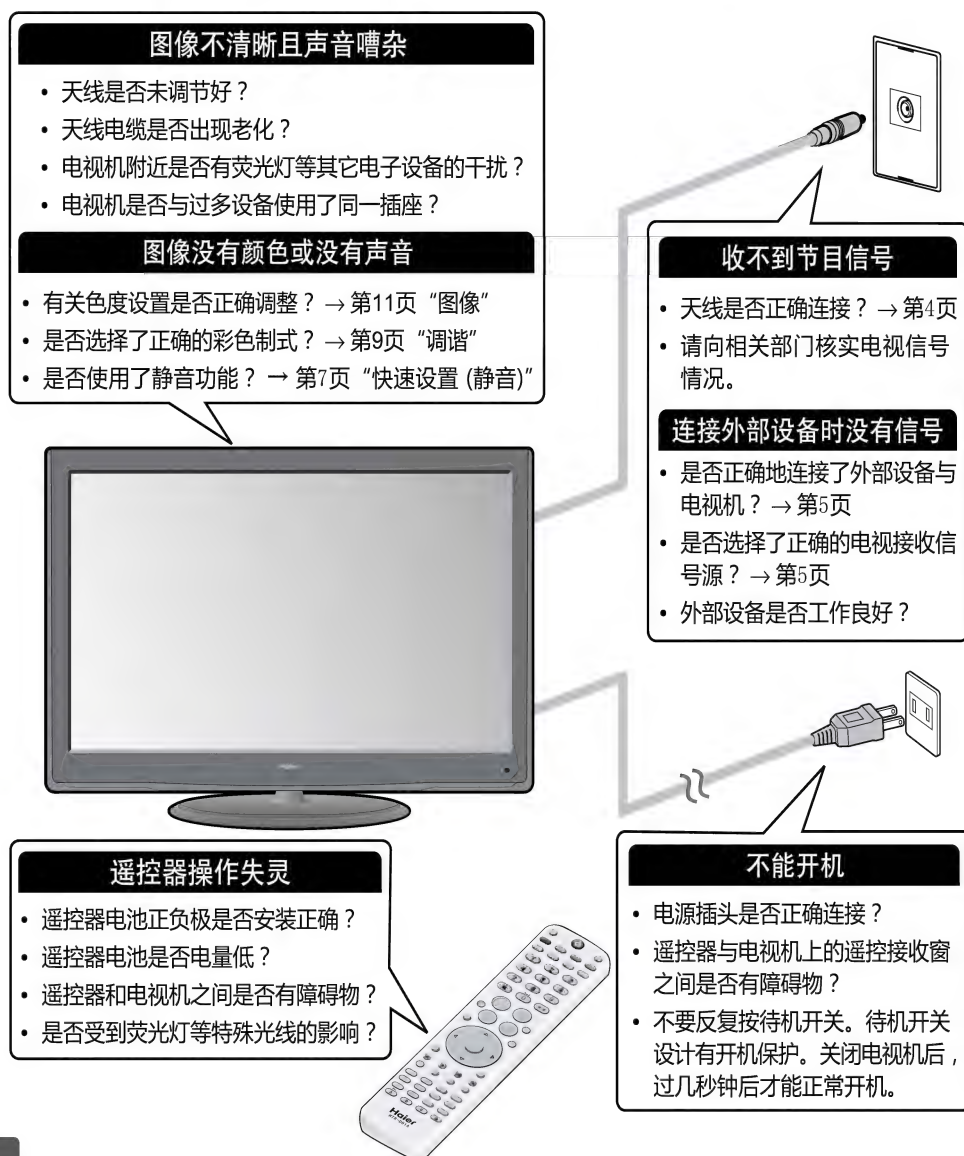 图像不清晰且声音嘈杂
• 天线是否未调节好？
• 天线电缆是否出现老化？
• 电视机附近是否有荧光灯等其它电子设备的干扰？
• 电视机是否与过多设备使用了同一插座？
图像没有颜色或没有声音
• 有关色度设置是否正确调整？→ 第11页“图像”
• 是否选择了正确的彩色制式？→ 第9页“调谐”
• 是否使用了静音功能？ → 第7页“快速设置 (静音)”
收不到节目信号
• 天线是否正确连接？→ 第4页
• 请向相关部门核实电视信号
情况。
连接外部设备时没有信号
• 是否正确地连接了外部设备与
电视机？→ 第5页
• 是否选择了正确的电视接收信
号源？→ 第5页
• 外部设备是否工作良好？
遥控器操作失灵
• 遥控器电池正负极是否安装正确？
• 遥控器电池是否电量低？
• 遥控器和电视机之间是否有障碍物？
• 是否受到荧光灯等特殊光线的影响？
Haier
不能开机
• 电源插头是否正确连接？
• 遥控器与电视机上的遥控接收窗
之间是否有障碍物？
• 不要反复按待机开关。待机开关
设计有开机保护。关闭电视机后，
过几秒钟后才能正常开机。